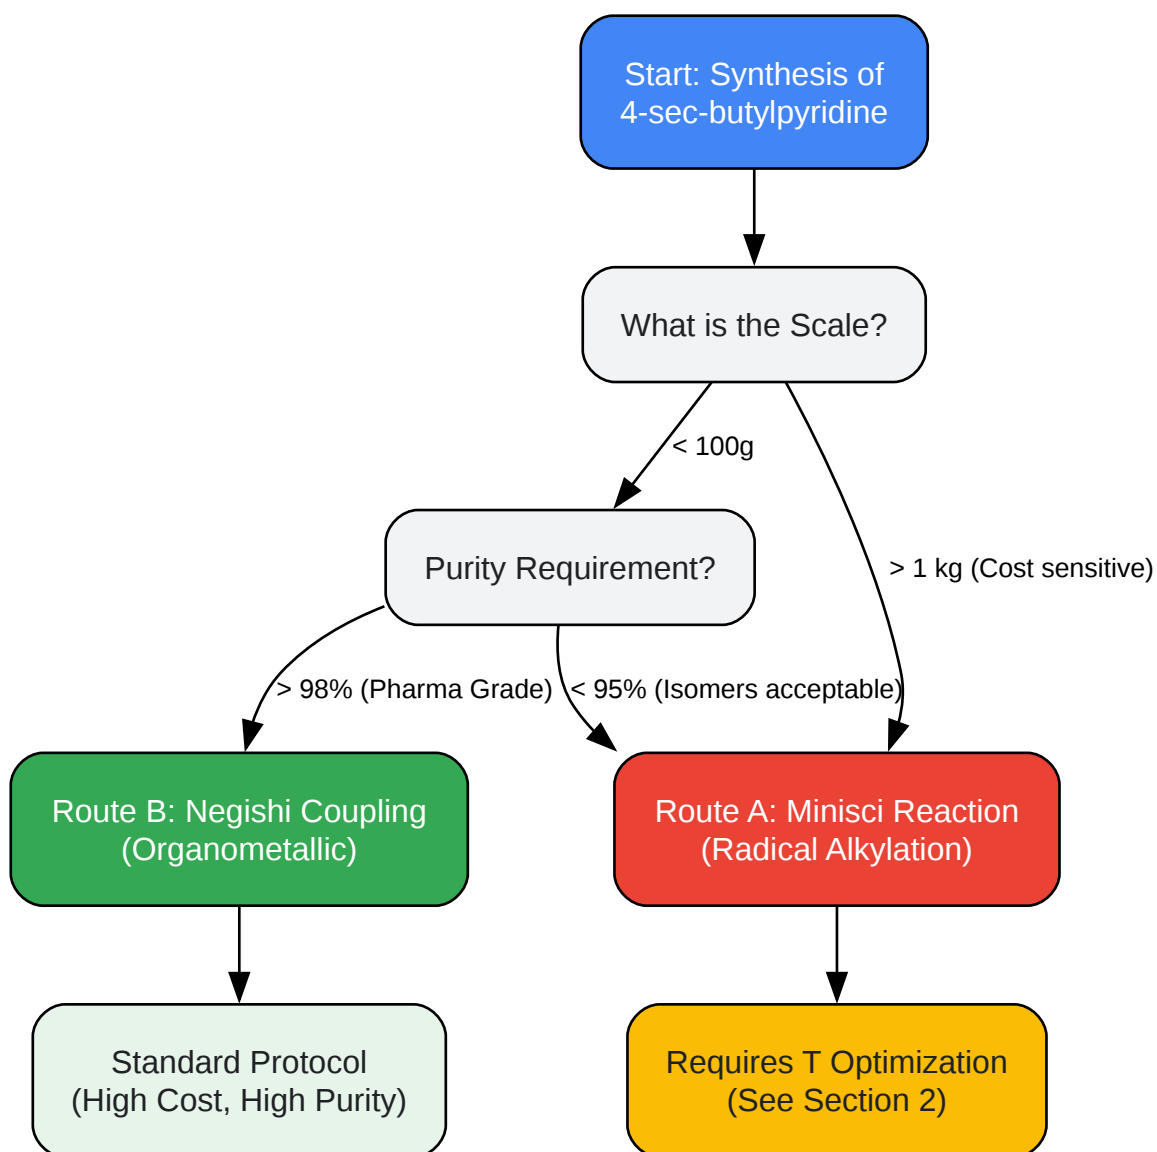 Start: Synthesis of
4-sec-butylpyridine
What is the Scale?
< 100g
Purity Requirement?
> 1 kg (Cost sensitive)
> 98% (Pharma Grade)
< 95% (Isomers acceptable)
Route B: Negishi Coupling
(Organometallic)
Route A: Minisci Reaction
(Radical Alkylation)
Standard Protocol
(High Cost, High Purity)
Requires T Optimization
(See Section 2)